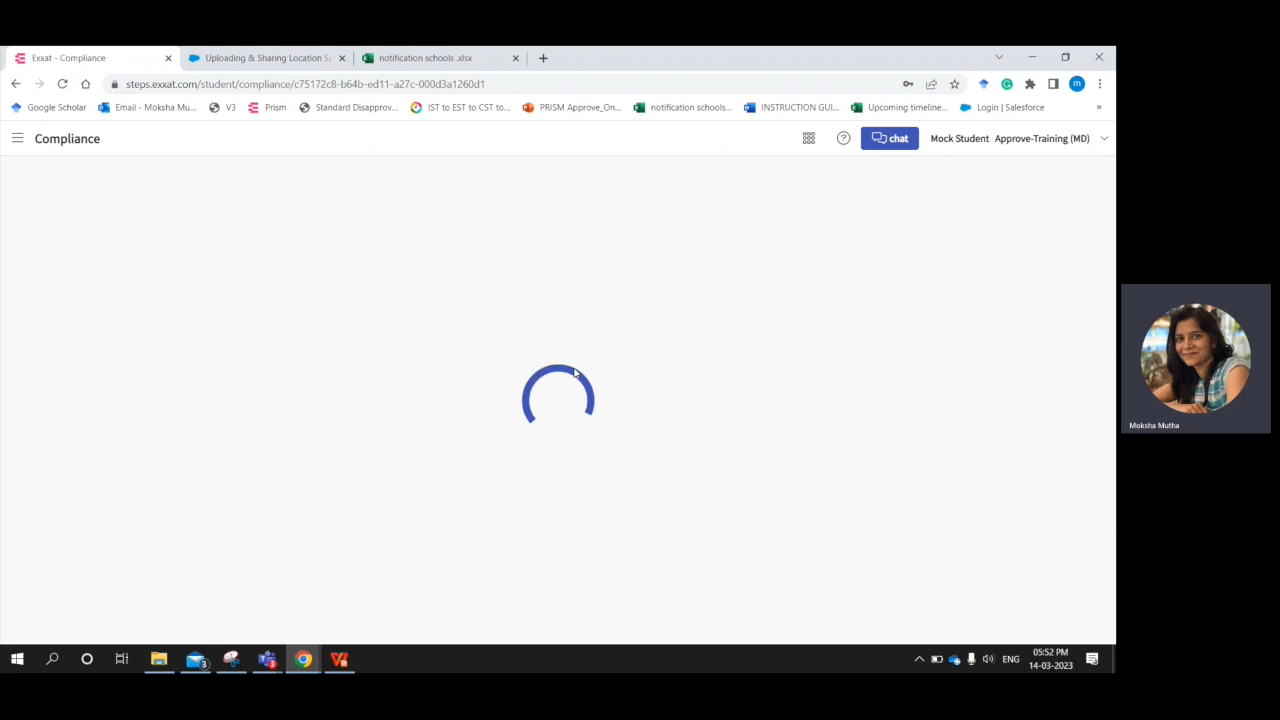 Exxat - Compliance
Uploading & Sharing Location Sp
notification schools .xlsx
steps.exxat.com/student/compliance/c75172c8-b64b-ed11-a27c-000d3a1260d1
Google Scholar
Email - Moksha Mu...
V3
Prism
Standard Disapprov...
IST to EST to CST to...
PRISM Approve_On...
notification schools...
INSTRUCTION GUI...
Upcoming timeline...
Login | Salesforce
»
Compliance
chat
Mock Student Approve-Training (MD)
Moksha Mutha
3
3
ENG
05:52 PM
14-03-2023